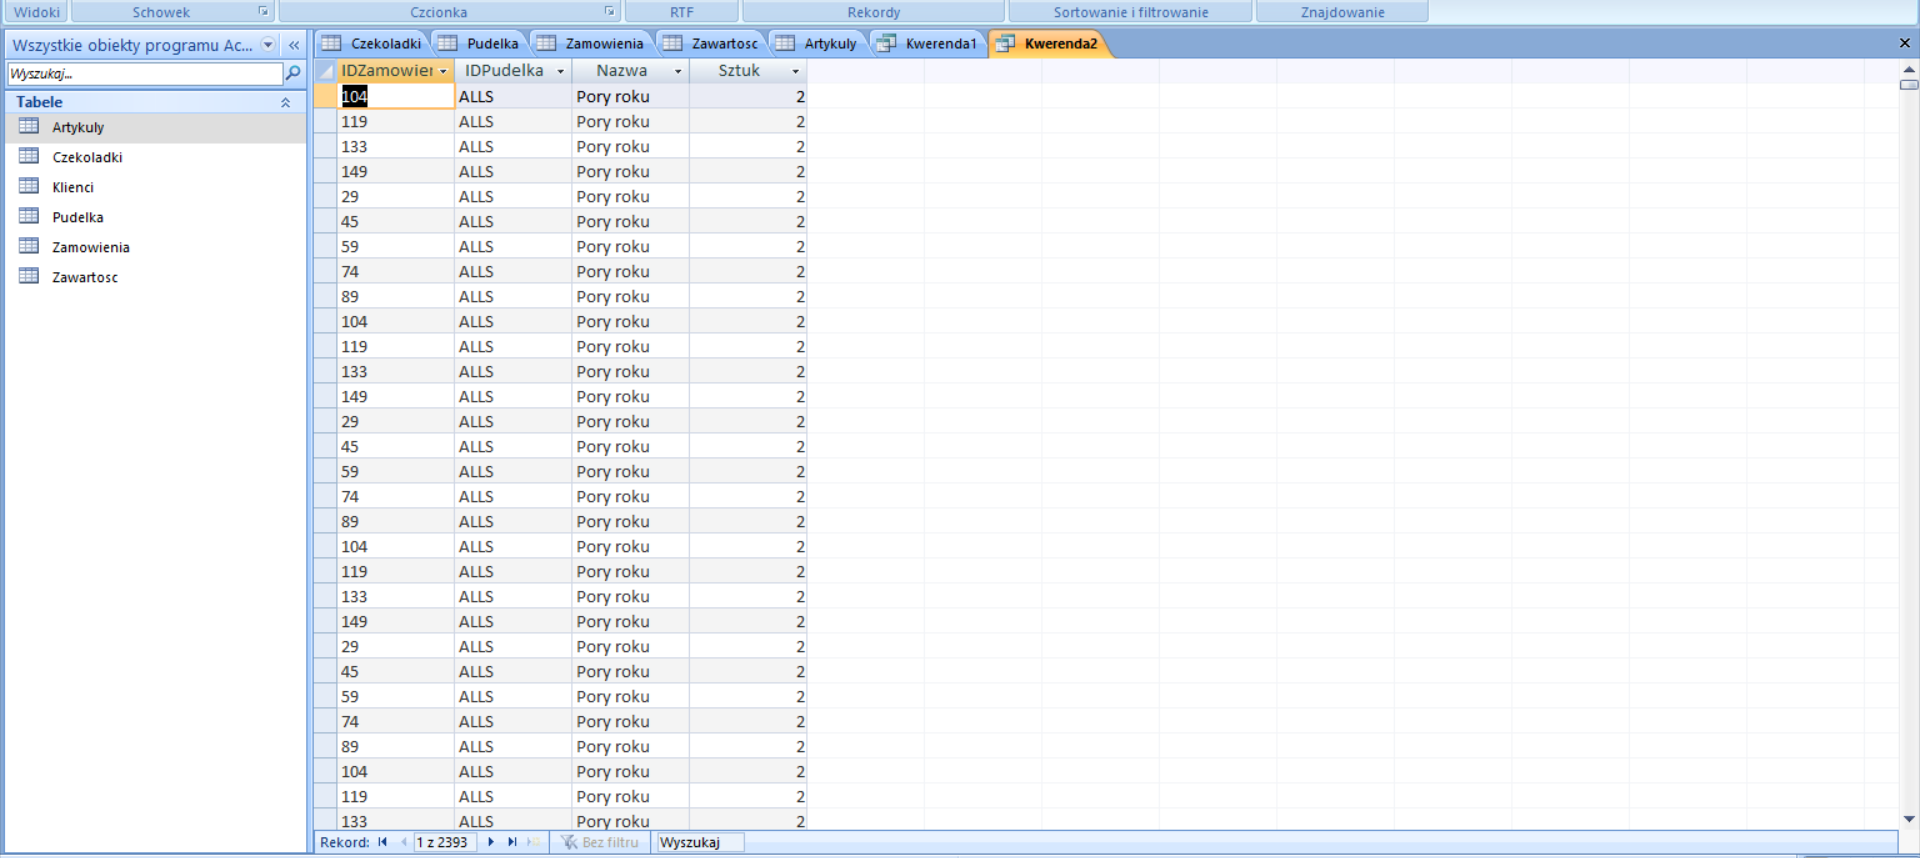 Widoki Schowek Czcionka RTF Rekordy Sortowanie i filtrowanie Znajdowanie
Wszystkie obiekty programu Ac... «
Wyszukaj...
Tabele
Artykuly
Czekoladki
Klienci
Pudelka
Zamowienia
Zawartosc
Czekoladki Pudelka Zamowienia Zawartosc Artykuly Kwerenda1 Kwerenda2
IDZamowier IDPudelka Nazwa Sztuk
104 ALLS Pory roku 2
119 ALLS Pory roku 2
133 ALLS Pory roku 2
149 ALLS Pory roku 2
29 ALLS Pory roku 2
45 ALLS Pory roku 2
59 ALLS Pory roku 2
74 ALLS Pory roku 2
89 ALLS Pory roku 2
104 ALLS Pory roku 2
119 ALLS Pory roku 2
133 ALLS Pory roku 2
149 ALLS Pory roku 2
29 ALLS Pory roku 2
45 ALLS Pory roku 2
59 ALLS Pory roku 2
74 ALLS Pory roku 2
89 ALLS Pory roku 2
104 ALLS Pory roku 2
119 ALLS Pory roku 2
133 ALLS Pory roku 2
149 ALLS Pory roku 2
29 ALLS Pory roku 2
45 ALLS Pory roku 2
59 ALLS Pory roku 2
74 ALLS Pory roku 2
89 ALLS Pory roku 2
104 ALLS Pory roku 2
119 ALLS Pory roku 2
133 ALLS Pory roku 2
Rekord: 1 z 2393 Bez filtru Wyszukaj